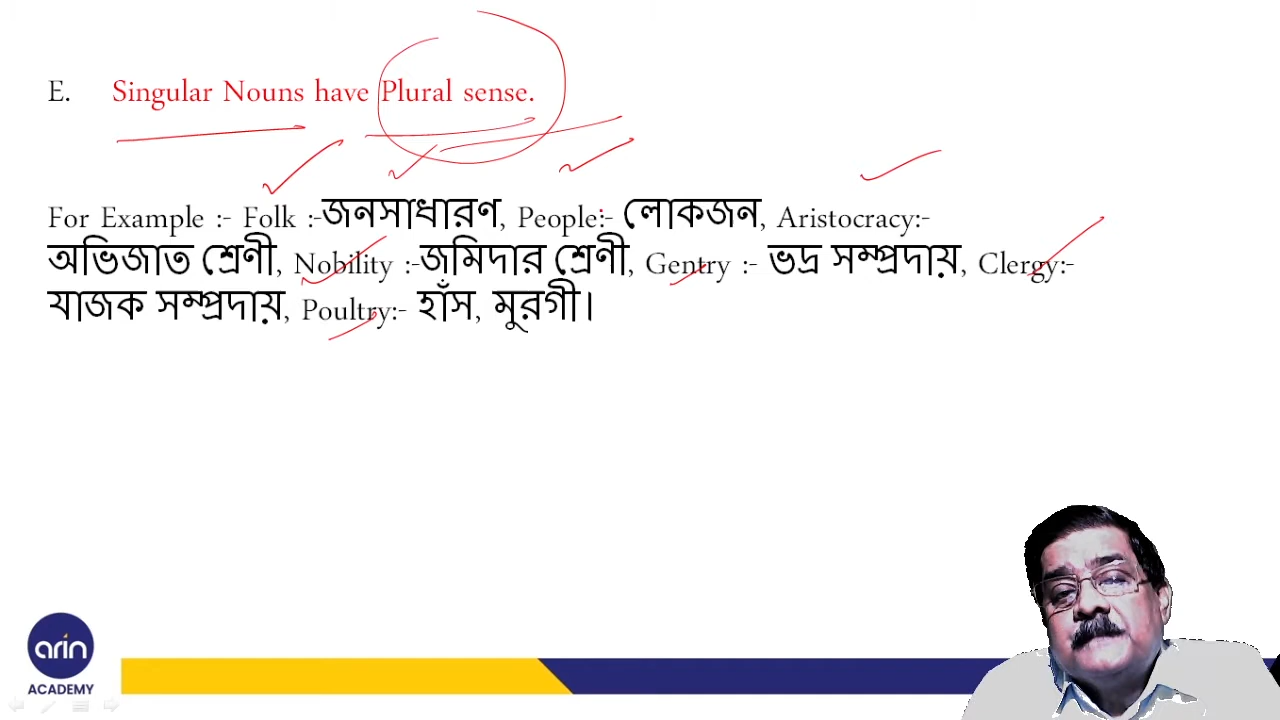 E. Singular Nouns have Plural sense.
For Example :- Folk :-জনসাধারণ, People:- লোকজন, Aristocracy:-
অভিজাত শ্রেণী, Nobility :-জমিদার শ্রেণী, Gentry :- ভদ্র সম্প্রদায়, Clergy:-
যাজক সম্প্রদায়, Poultry:- হাঁস, মুরগী।
arin
ACADEMY